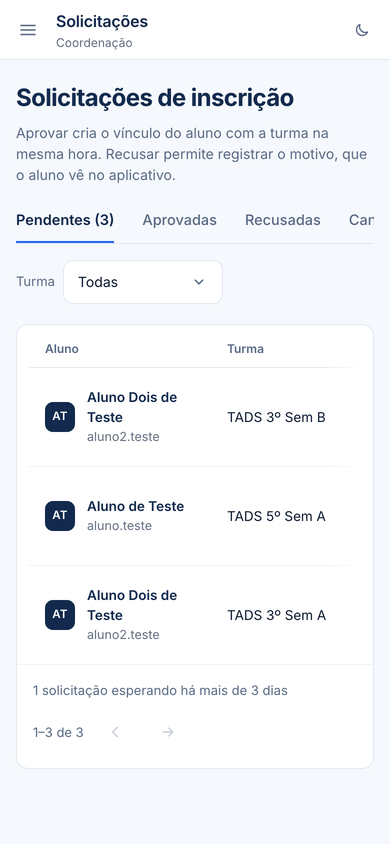 Solicitações
Coordenação
Solicitações de inscrição
Aprovar cria o vínculo do aluno com a turma na
mesma hora. Recusar permite registrar o motivo, que
o aluno vê no aplicativo.
Pendentes (3) Aprovadas Recusadas Can
Turma Todas
Aluno Turma
AT Aluno Dois de
Teste
aluno2.teste
TADS 3º Sem B
AT Aluno de Teste
aluno.teste
TADS 5º Sem A
AT Aluno Dois de
Teste
aluno2.teste
TADS 3º Sem A
1 solicitação esperando há mais de 3 dias
1–3 de 3